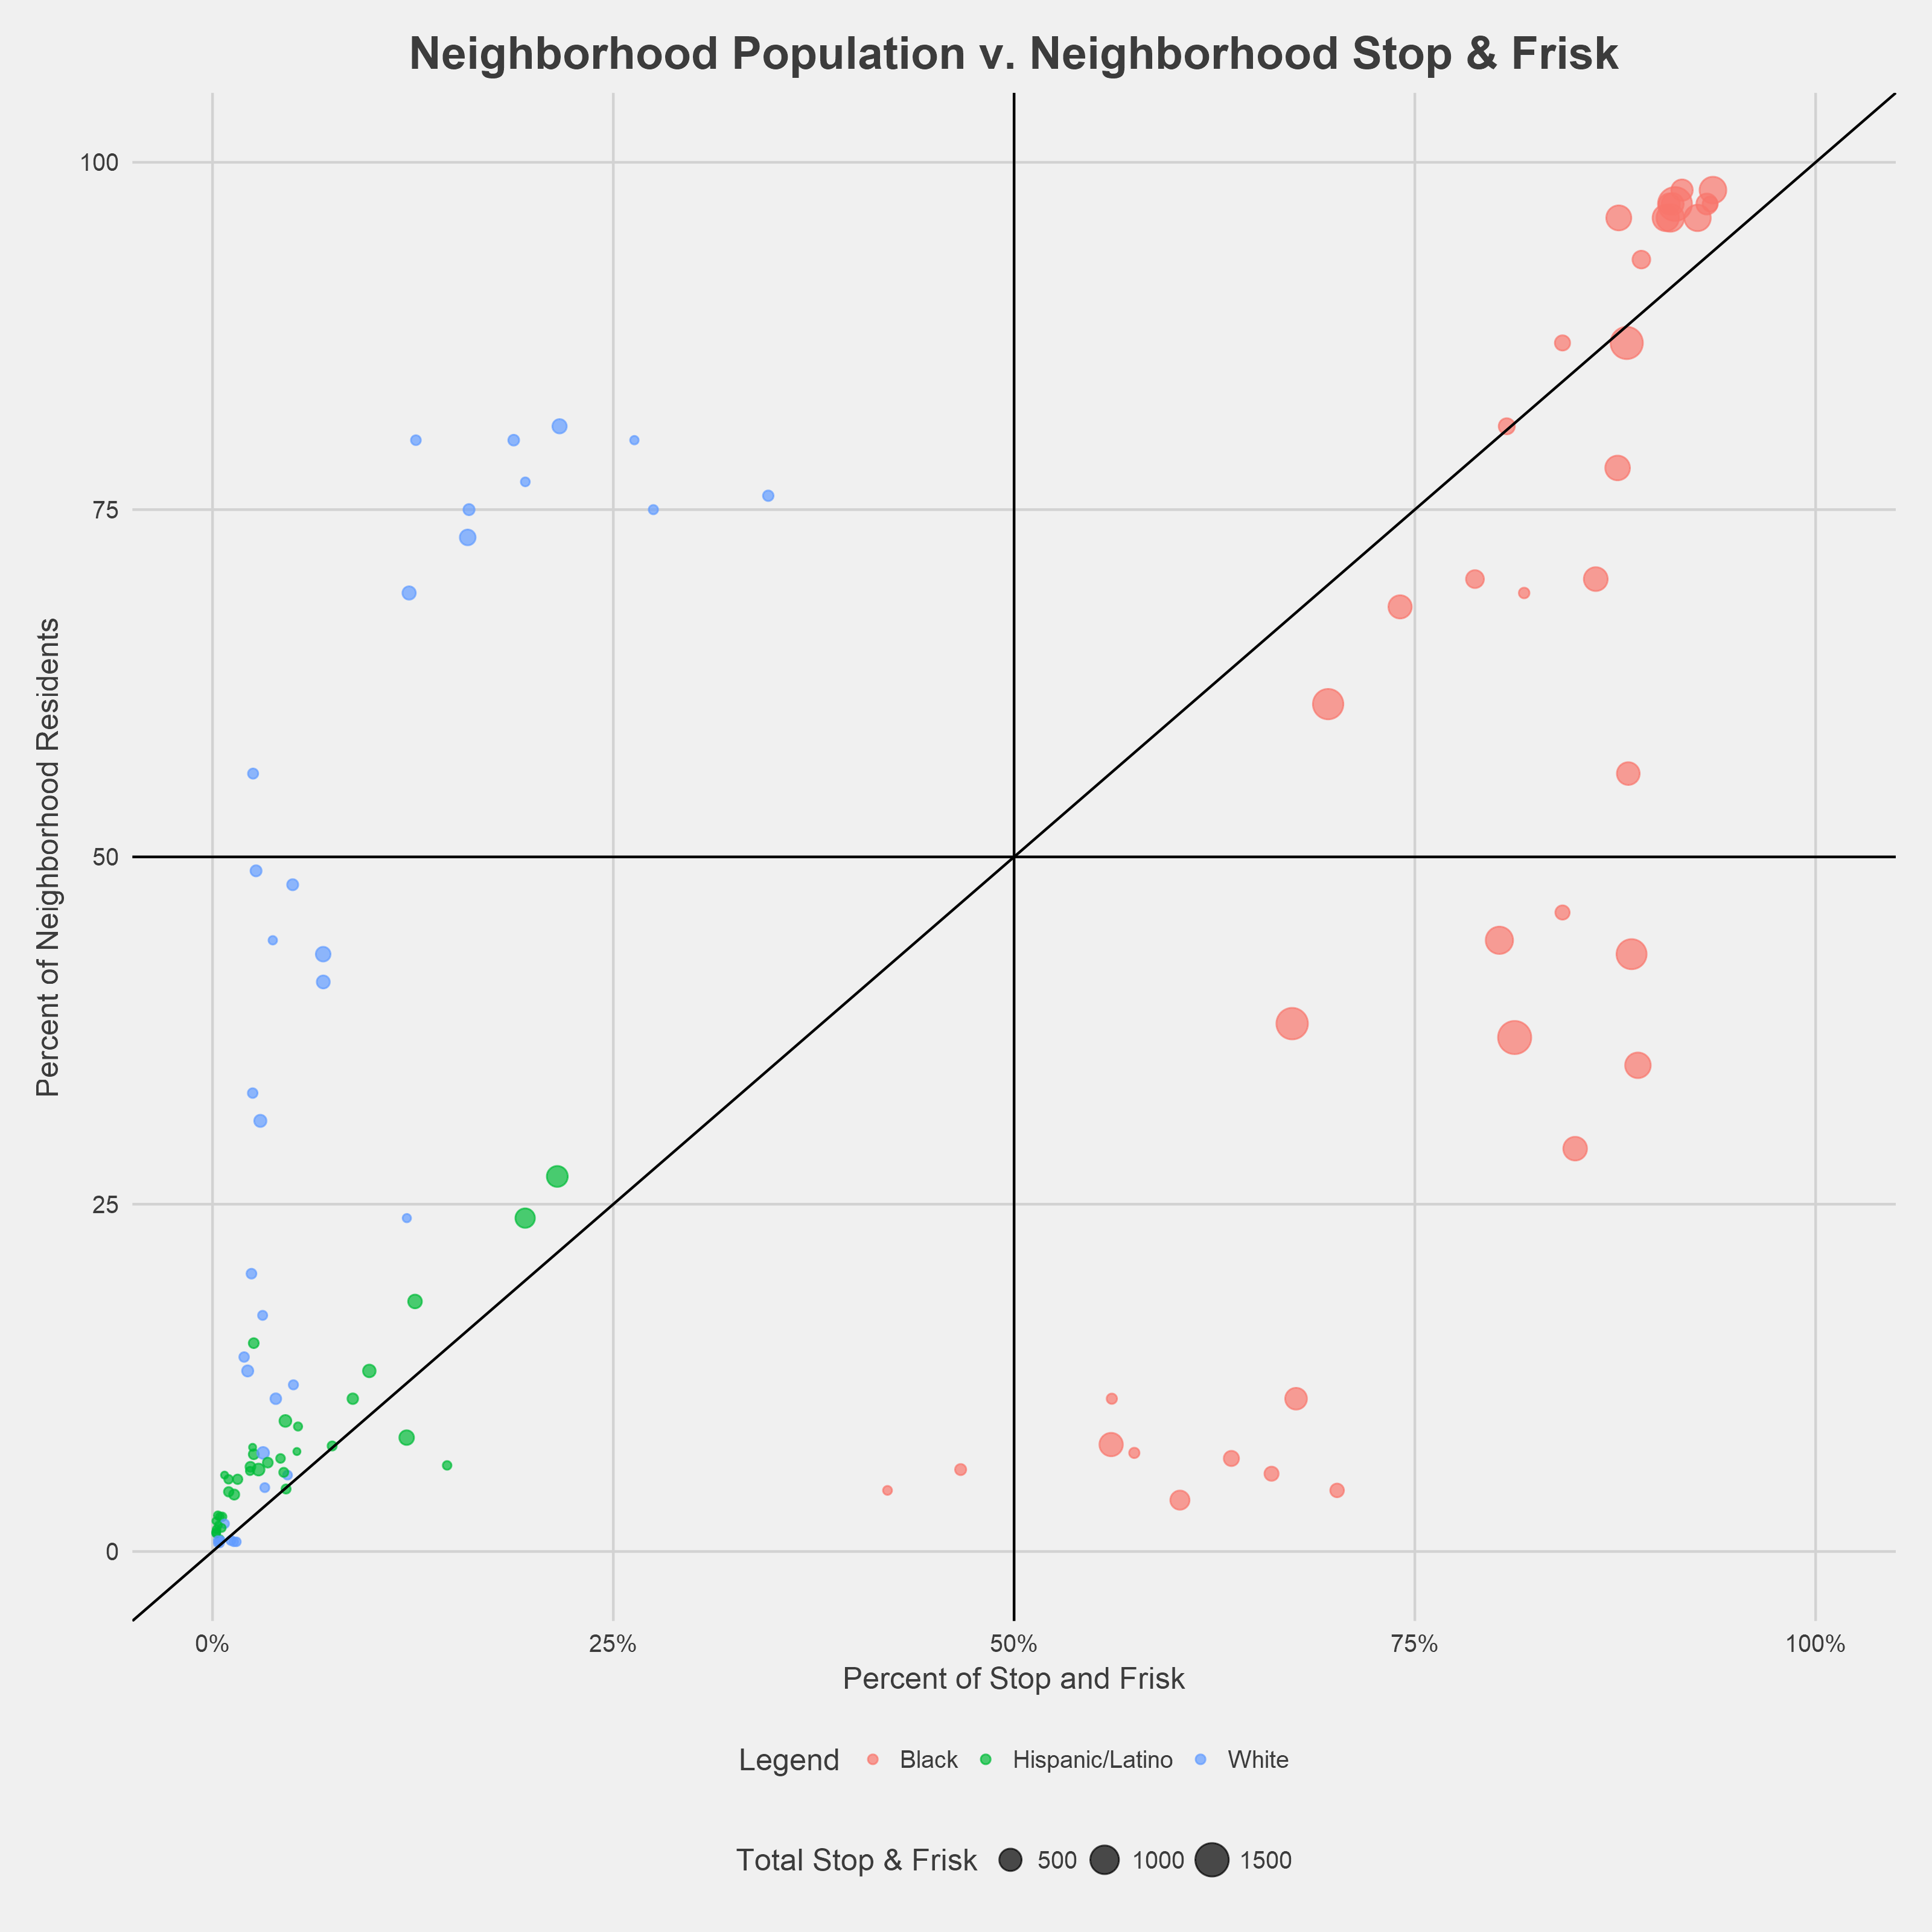 Neighborhood Population v. Neighborhood Stop & Frisk
Percent of Neighborhood Residents
100
75
50
25
0
0% 25% 50% 75% 100%
Percent of Stop and Frisk
Legend Black Hispanic/Latino White
Total Stop & Frisk 500 1000 1500